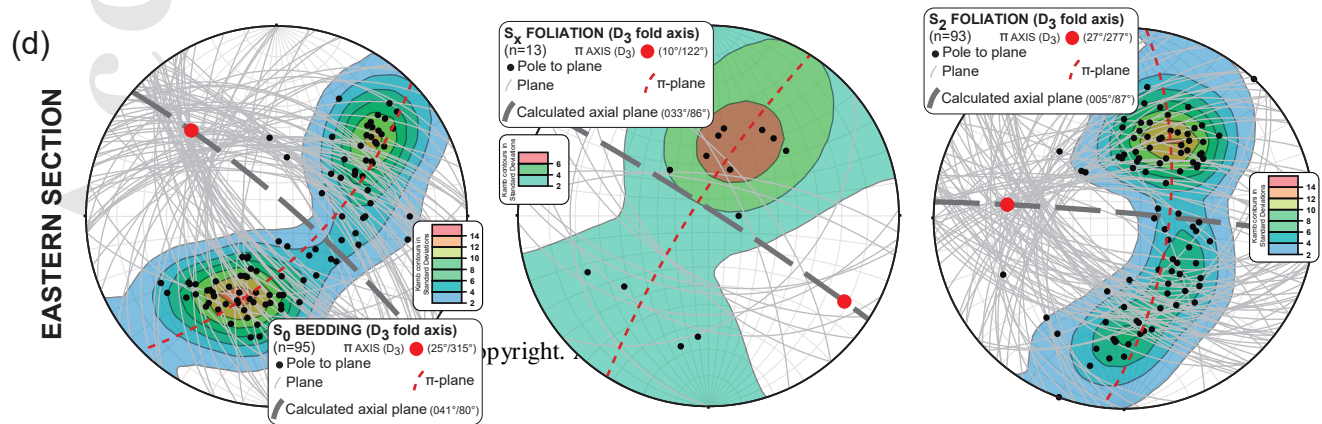 (d)
EASTERN SECTION
S0 BEDDING (D3 fold axis)
(n=95) π AXIS (D3) (25°/315°)
Pole to plane
Plane
π-plane
Calculated axial plane (041°/80°)
Kamb contours in
Standard Deviations
14
12
10
8
6
4
2
Sx FOLIATION (D3 fold axis)
(n=13) π AXIS (D3) (10°/122°)
Pole to plane
Plane
π-plane
Calculated axial plane (033°/86°)
Kamb contours in
Standard Deviations
6
4
2
opyright.
S2 FOLIATION (D3 fold axis)
(n=93) π AXIS (D3) (27°/277°)
Pole to plane
Plane
π-plane
Calculated axial plane (005°/87°)
Kamb contours in
Standard Deviations
14
12
10
8
6
4
2